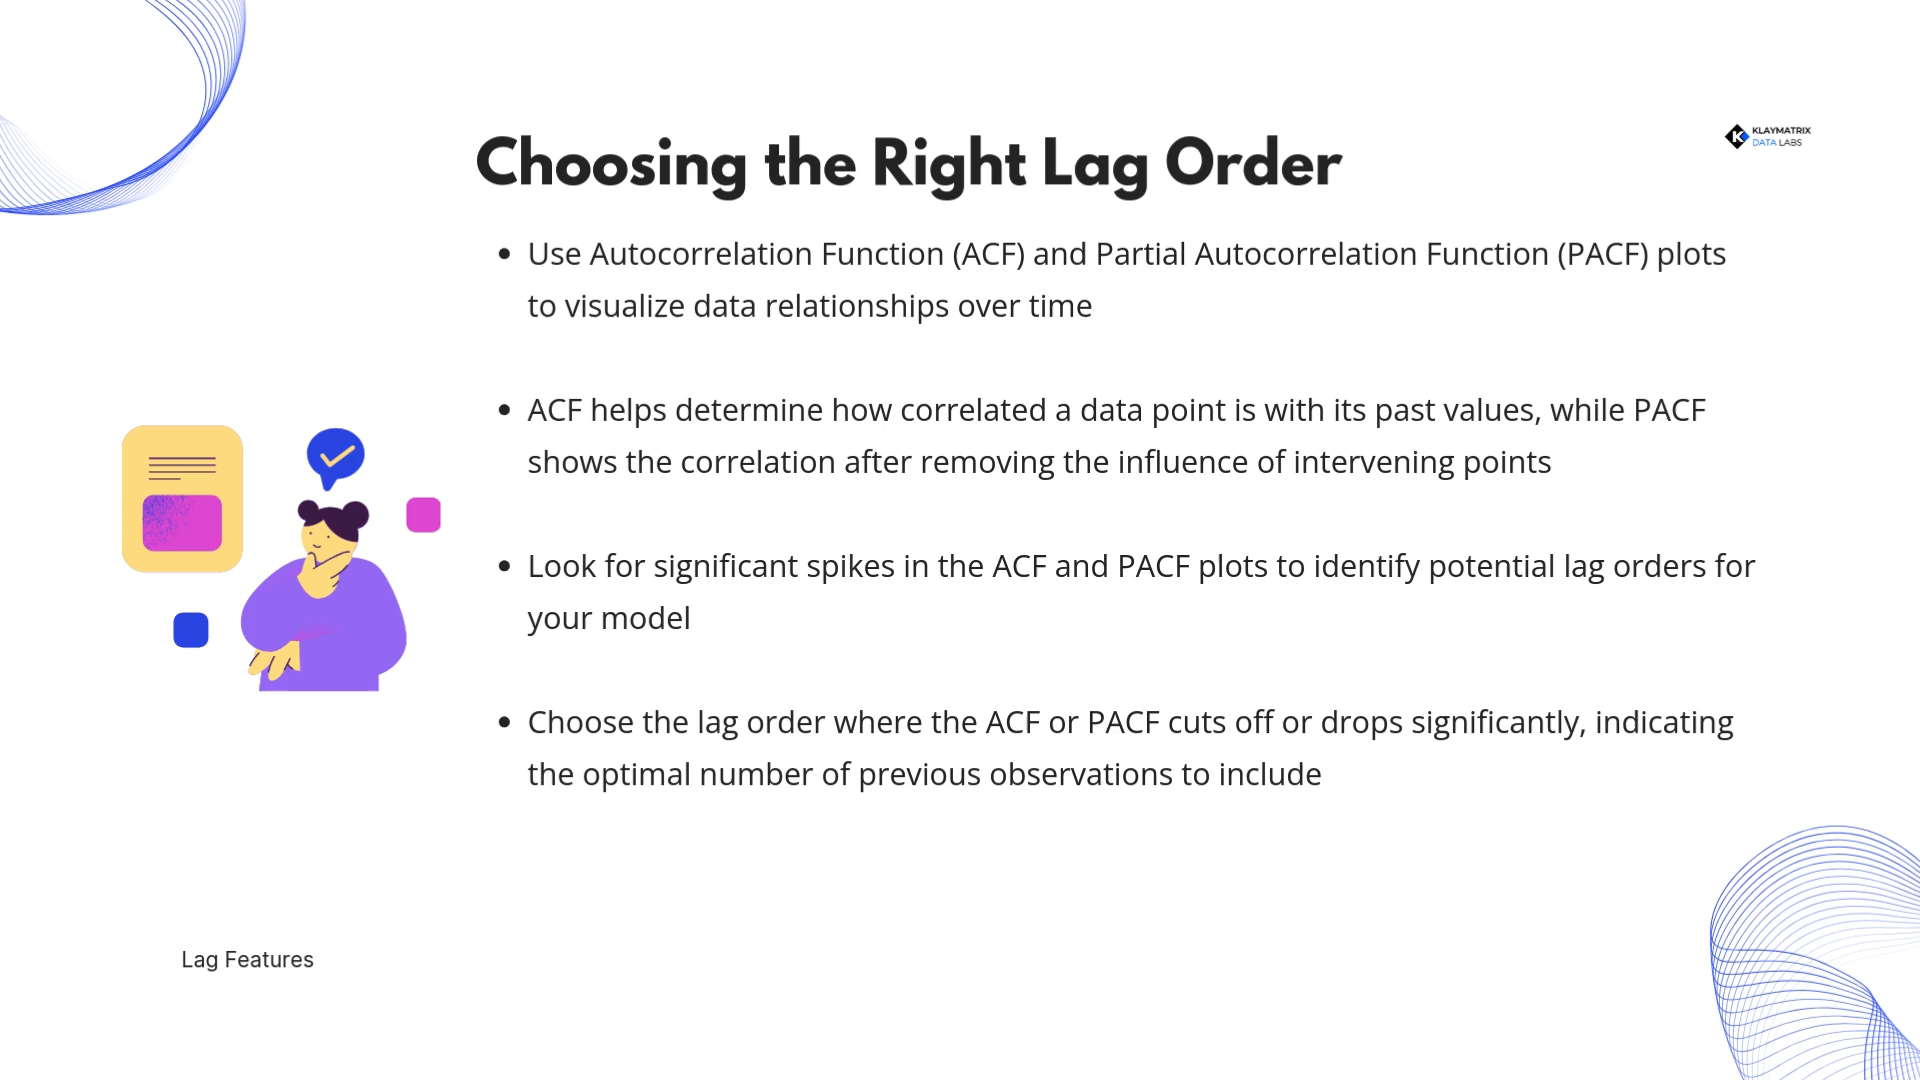 Choosing the Right Lag Order
KLAYMATRIX
DATA LABS
• Use Autocorrelation Function (ACF) and Partial Autocorrelation Function (PACF) plots
to visualize data relationships over time
• ACF helps determine how correlated a data point is with its past values, while PACF
shows the correlation after removing the influence of intervening points
• Look for significant spikes in the ACF and PACF plots to identify potential lag orders for
your model
• Choose the lag order where the ACF or PACF cuts off or drops significantly, indicating
the optimal number of previous observations to include
Lag Features